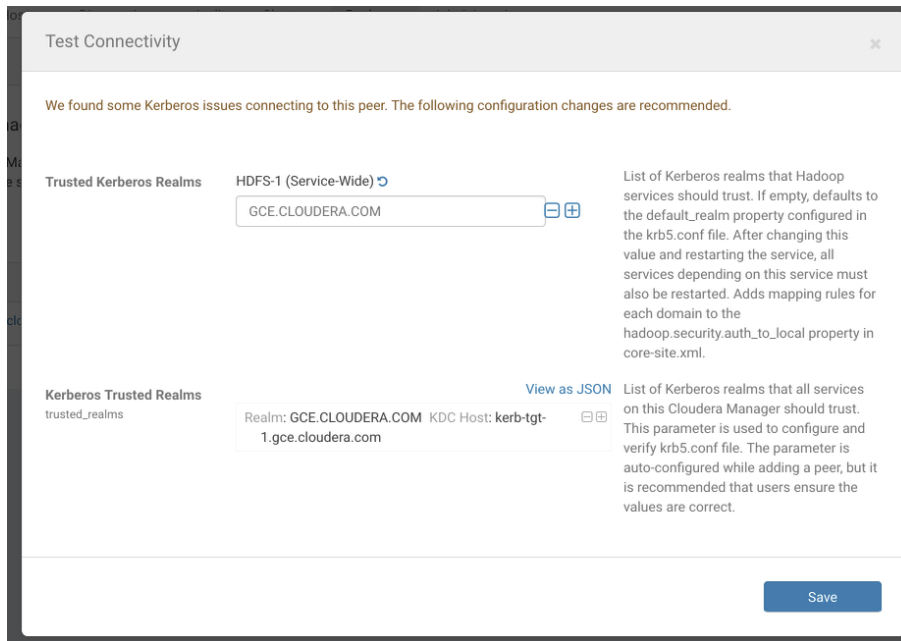 Test Connectivity
We found some Kerberos issues connecting to this peer. The following configuration changes are recommended.
Trusted Kerberos Realms
HDFS-1 (Service-Wide)
GCE.CLOUDERA.COM
List of Kerberos realms that Hadoop
services should trust. If empty, defaults to
the default_realm property configured in
the krb5.conf file. After changing this
value and restarting the service, all
services depending on this service must
also be restarted. Adds mapping rules for
each domain to the
hadoop.security.auth_to_local property in
core-site.xml.
Kerberos Trusted Realms
trusted_realms
View as JSON
Realm: GCE.CLOUDERA.COM KDC Host: kerb-tgt-
1.gce.cloudera.com
List of Kerberos realms that all services
on this Cloudera Manager should trust.
This parameter is used to configure and
verify krb5.conf file. The parameter is
auto-configured while adding a peer, but it
is recommended that users ensure the
values are correct.
Save